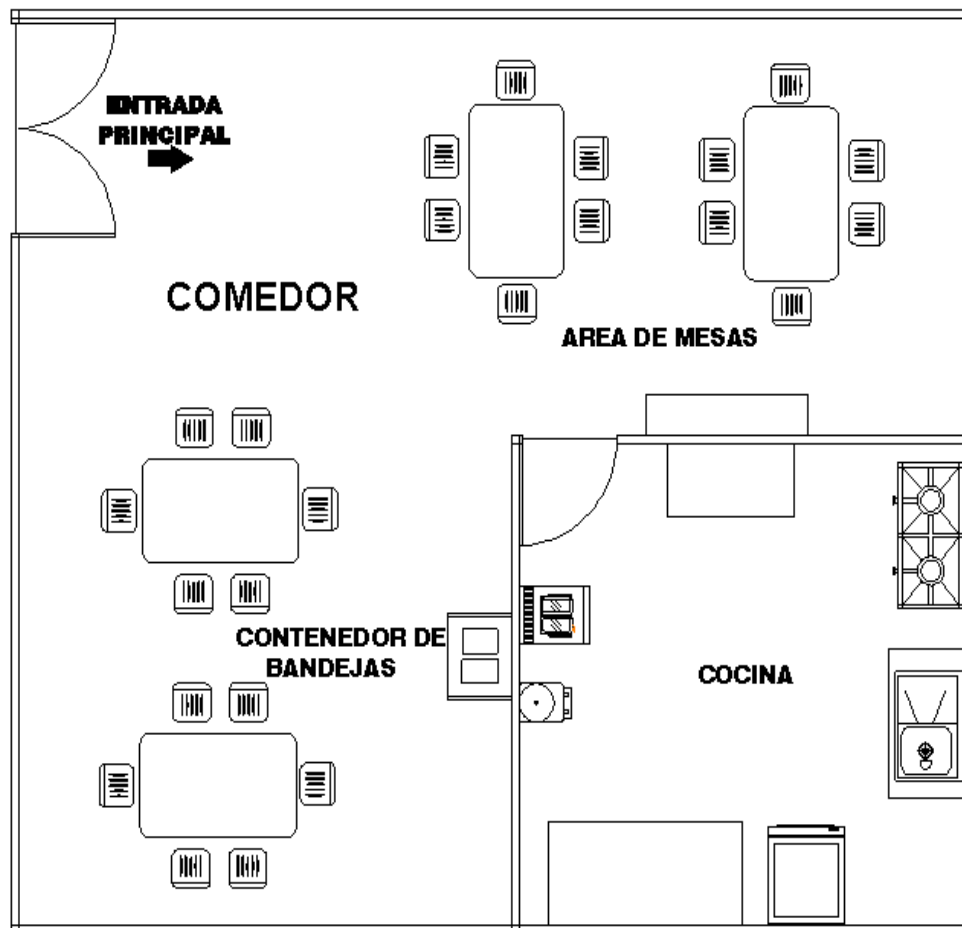 ENTRADA
PRINCIPAL
COMEDOR
AREA DE MESAS
CONTENEDOR DE
BANDEJAS
COCINA